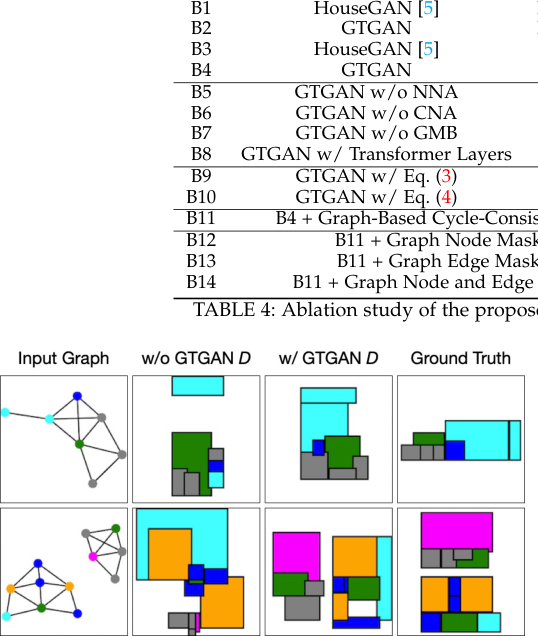 B1 HouseGAN [5]
B2 GTGAN
B3 HouseGAN [5]
B4 GTGAN
B5 GTGAN w/o NNA
B6 GTGAN w/o CNA
B7 GTGAN w/o GMB
B8 GTGAN w/ Transformer Layers
B9 GTGAN w/ Eq. (3)
B10 GTGAN w/ Eq. (4)
B11 B4 + Graph-Based Cycle-Consis
B12 B11 + Graph Node Mask
B13 B11 + Graph Edge Mask
B14 B11 + Graph Node and Edge
TABLE 4: Ablation study of the propose
Input Graph w/o GTGAN D w/ GTGAN D Ground Truth